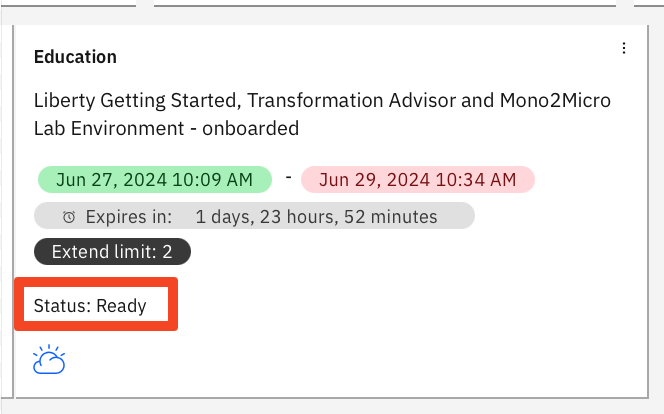 Education
Liberty Getting Started, Transformation Advisor and Mono2Micro
Lab Environment - onboarded
Jun 27, 2024 10:09 AM - Jun 29, 2024 10:34 AM
Expires in: 1 days, 23 hours, 52 minutes
Extend limit: 2
Status: Ready